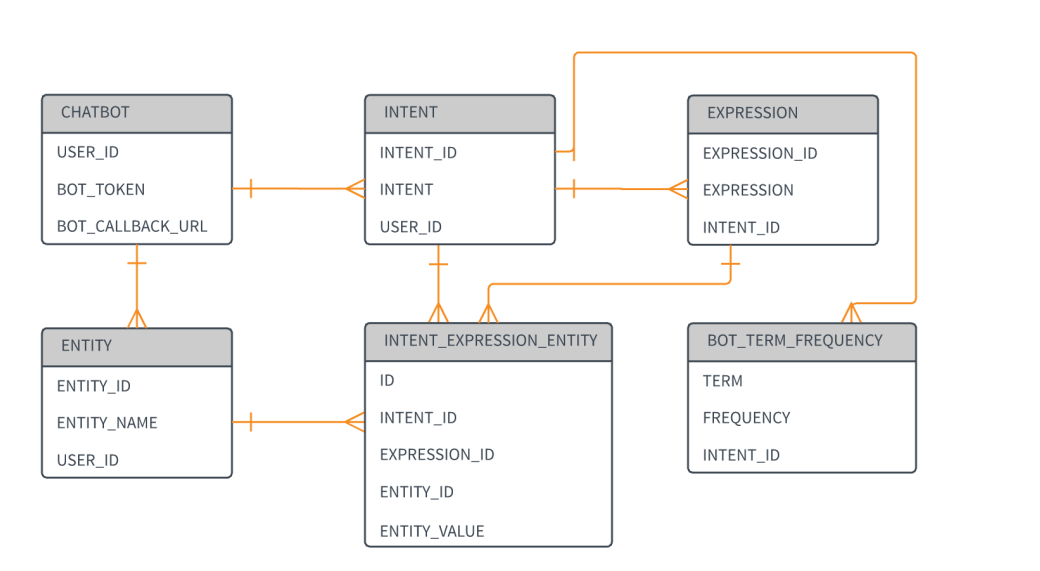 CHATBOT
USER_ID
BOT_TOKEN
BOT_CALLBACK_URL
INTENT
INTENT_ID
INTENT
USER_ID
EXPRESSION
EXPRESSION_ID
EXPRESSION
INTENT_ID
ENTITY
ENTITY_ID
ENTITY_NAME
USER_ID
INTENT_EXPRESSION_ENTITY
ID
INTENT_ID
EXPRESSION_ID
ENTITY_ID
ENTITY_VALUE
BOT_TERM_FREQUENCY
TERM
FREQUENCY
INTENT_ID